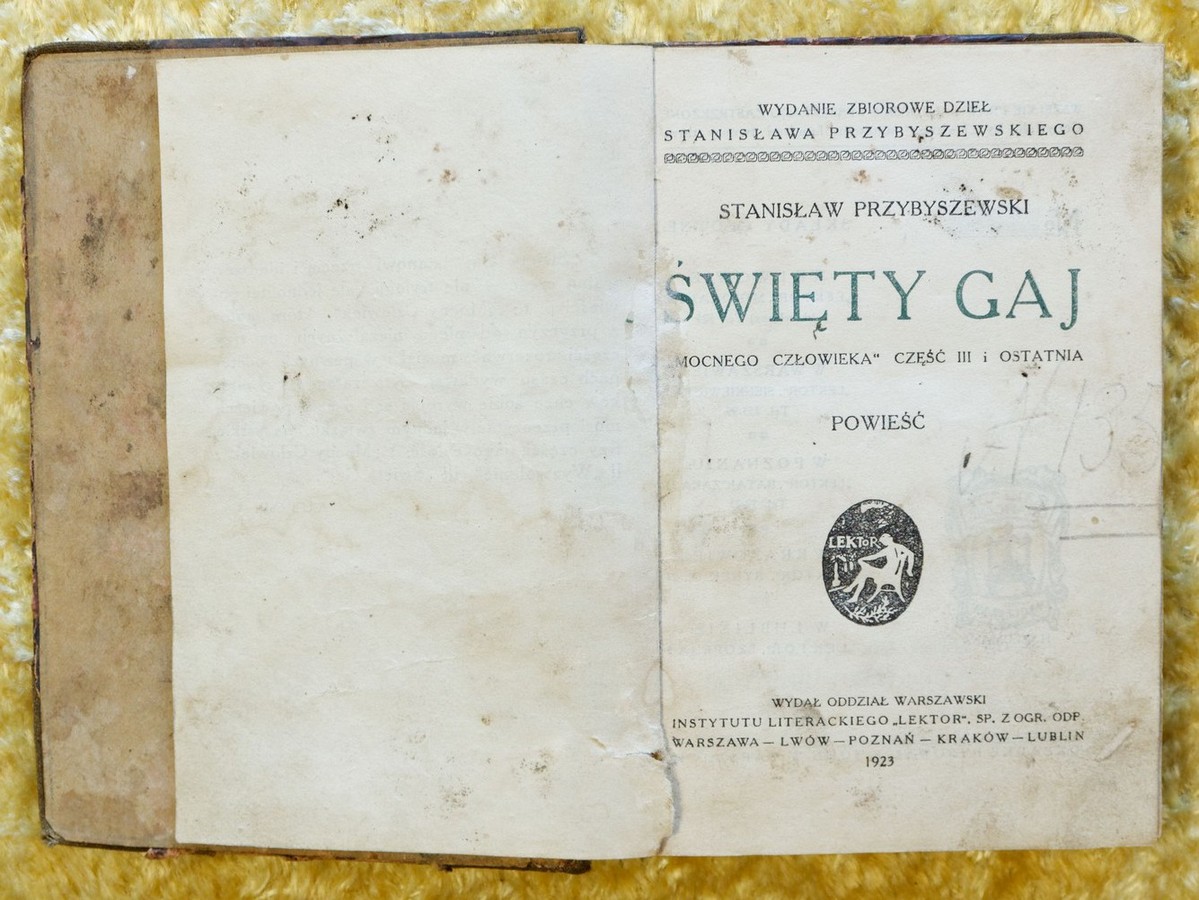 WYDANIE ZBIOROWE DZIEŁ
STANISŁAWA PRZYBYSZEWSKIEGO
STANISŁAW PRZYBYSZEWSKI
ŚWIĘTY GAJ
„MOCNEGO CZŁOWIEKA“ CZĘŚĆ III i OSTATNIA
POWIEŚĆ
LEKTOR
WYDAŁ ODDZIAŁ WARSZAWSKI
INSTYTUTU LITERACKIEGO „LEKTOR“, SP. Z OGR. ODP.
WARSZAWA — LWÓW — POZNAŃ — KRAKÓW — LUBLIN
1923